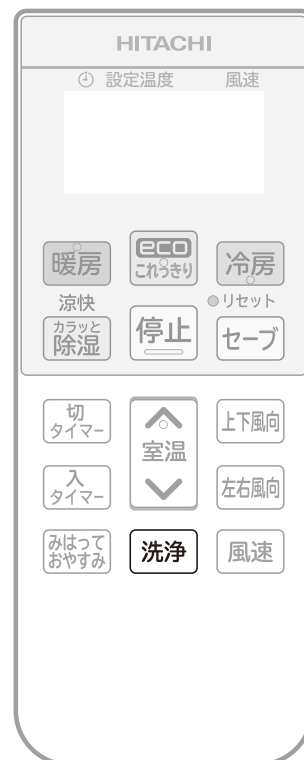 HITACHI
設定温度 風速
暖房
eco
これっきり
冷房
涼快
リセット
カラッと
除湿
停止
セーブ
切
タイマー
室温
上下風向
入
タイマー
左右風向
みはって
おやすみ
洗浄
風速